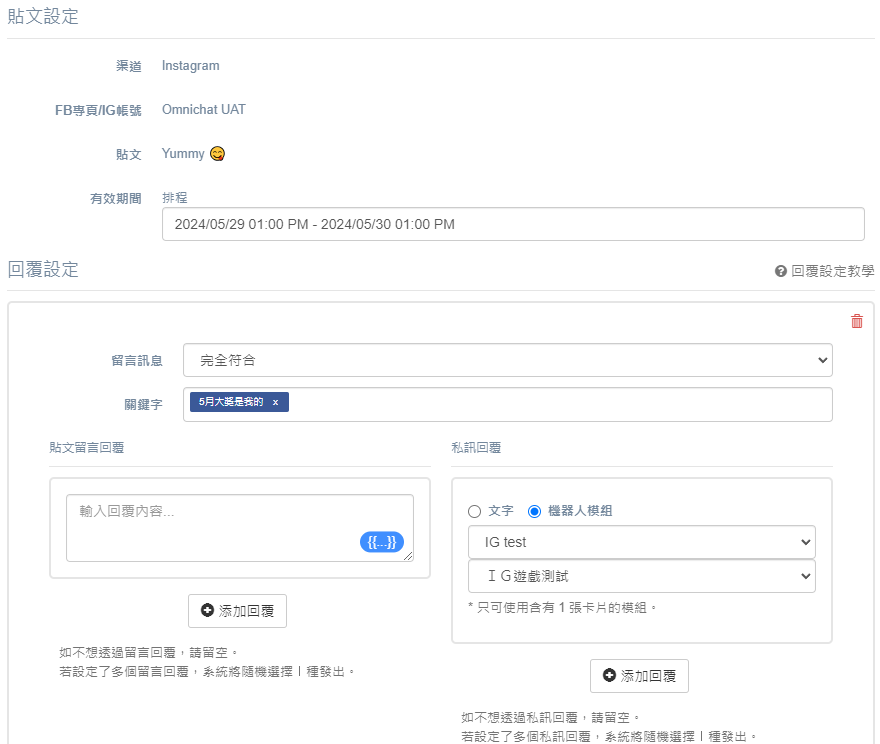 貼文設定
渠道 Instagram
FB專頁/IG帳號 Omnichat UAT
貼文 Yummy 😋
有效期間 排程
2024/05/29 01:00 PM - 2024/05/30 01:00 PM
回覆設定 回覆設定教學
留言訊息 完全符合
關鍵字 5月大獎是我的 x
貼文留言回覆
輸入回覆內容...
{{...}}
添加回覆
如不想透過留言回覆，請留空。
若設定了多個留言回覆，系統將隨機選擇 1 種發出。
私訊回覆
文字 機器人模組
IG test
ＩＧ遊戲測試
* 只可使用含有 1 張卡片的模組。
添加回覆
如不想透過私訊回覆，請留空。
若設定了多個私訊回覆，系統將隨機選擇 1 種發出。